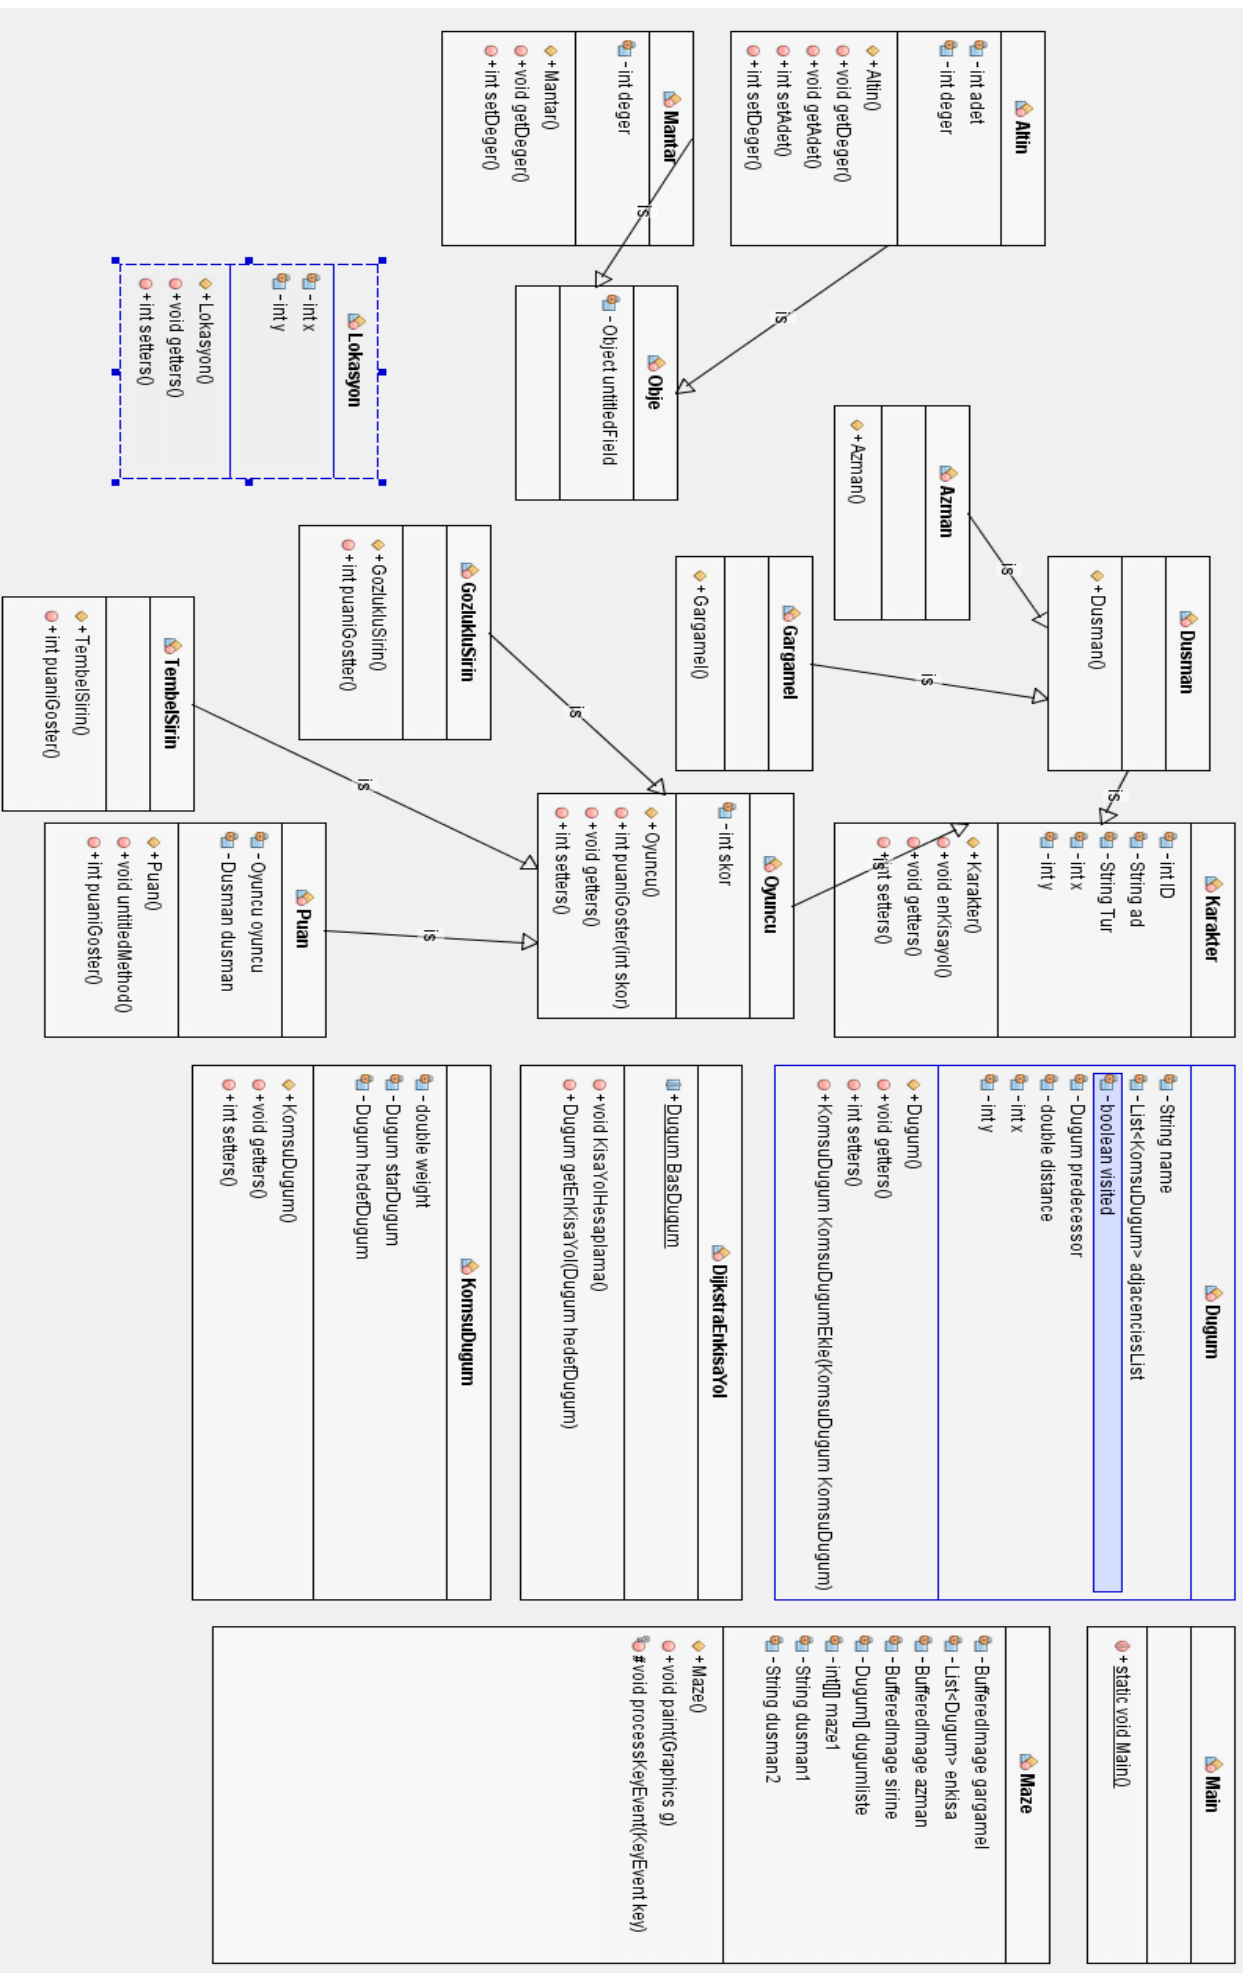 Altin
- int adet
- int deger
+ Altin()
+ void getDeger()
+ void getAdet()
+ int setAdet()
+ int setDeger()
Mantar
- int deger
+ Mantar()
+ void getDeger()
+ int setDeger()
is
is
Obje
- Object untitledField
Lokasyon
- int x
- int y
+ Lokasyon()
+ void getters()
+ int setters()
Azman
+ Azman()
is
Dusman
+ Dusman()
Gargamel
+ Gargamel()
is
is
GozlukluSirin
+ GozlukluSirin()
+ int puaniGostter()
is
TembelSirin
+ TembelSirin()
+ int puaniGoster()
is
Karakter
- int ID
- String ad
- String Tur
- int x
- int y
+ Karakter()
+ void enKisayol()
+ void getters()
+ int setters()
is
Oyuncu
- int skor
+ Oyuncu()
+ int puaniGoster(int skor)
+ void getters()
+ int setters()
is
Puan
- Oyuncu oyuncu
- Dusman dusman
+ Puan()
+ void untitledMethod()
+ int puaniGoster()
Dugum
- String name
- List<KomsuDugum> adjacenciesList
- boolean visited
- Dugum predecessor
- double distance
- int x
- int y
+ Dugum()
+ void getters()
+ int setters()
+ KomsuDugum KomsuDugumEkle(KomsuDugum KomsuDugum)
DijkstraEnkisaYol
+ Dugum BasDugum
+ void KisaYolHesaplama()
+ Dugum getEnKisaYol(Dugum hedefDugum)
KomsuDugum
- double weight
- Dugum starDugum
- Dugum hedefDugum
+ KomsuDugum()
+ void getters()
+ int setters()
Main
+ static void Main()
Maze
- BufferedImage gargamel
- List<Dugum> enkisa
- BufferedImage azman
- BufferedImage sirine
- Dugum[] dugumliste
- int[][] maze1
- String dusman1
- String dusman2
+ Maze()
+ void paint(Graphics g)
# void processKeyEvent(KeyEvent key)